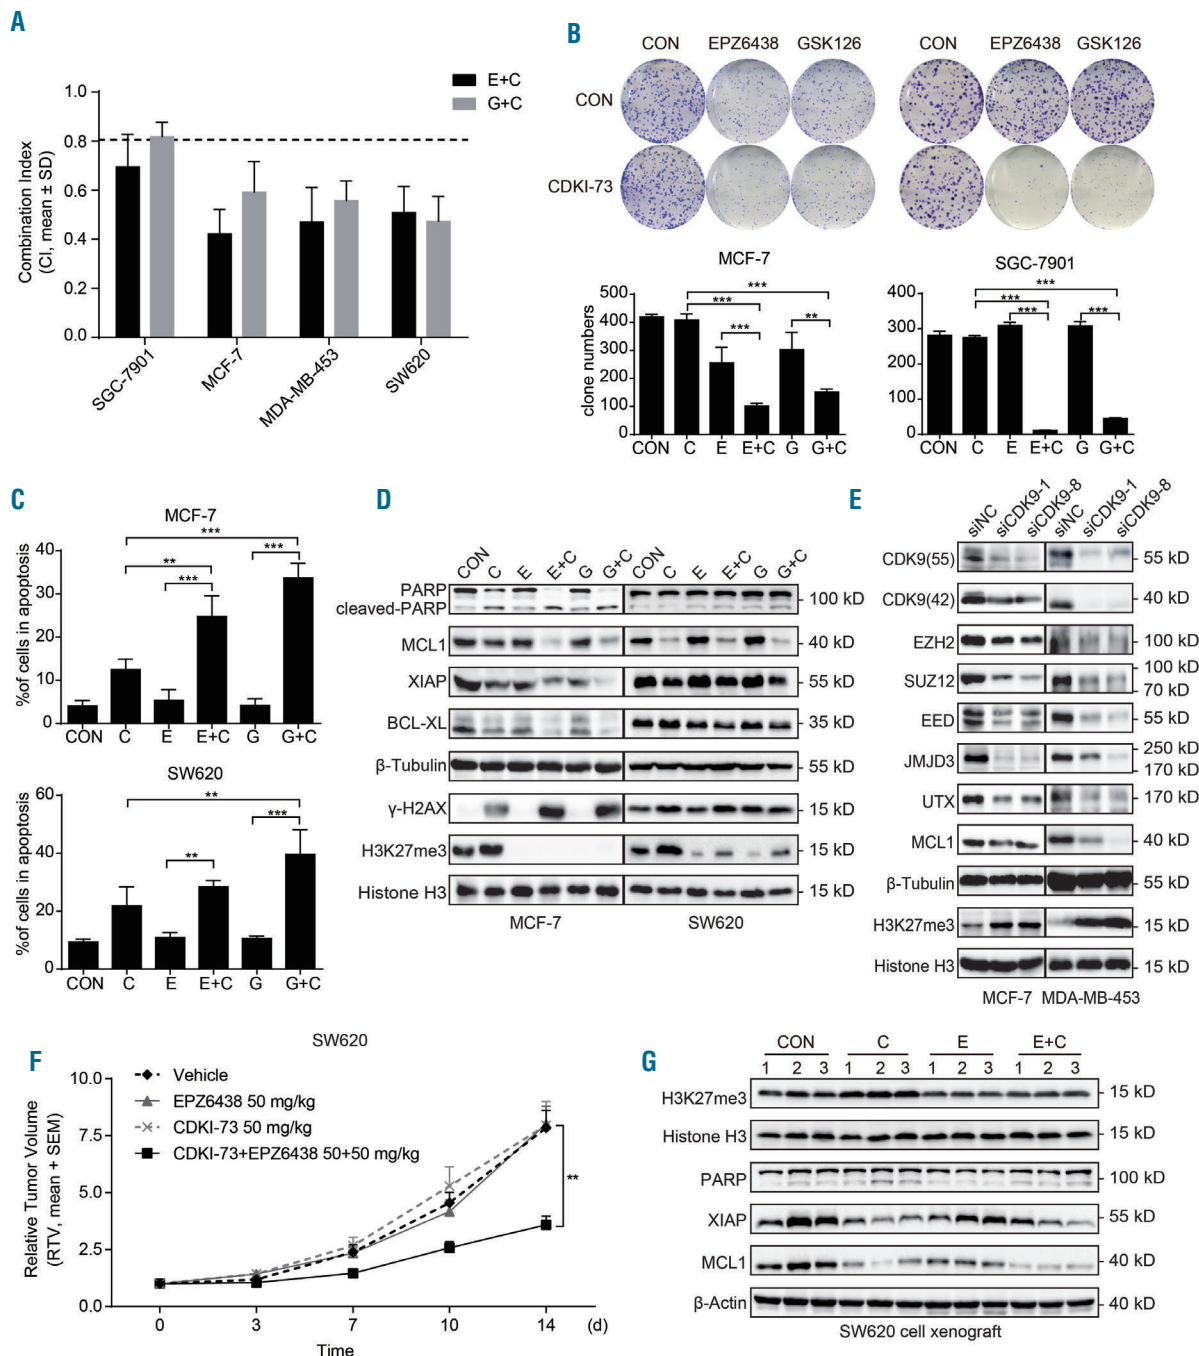 A
E+C
G+C
Combination Index
(CI, mean ± SD)
1.0
0.8
0.6
0.4
0.2
0.0
SGC-7901
MCF-7
MDA-MB-453
SW620
B
CON EPZ6438 GSK126 CON EPZ6438 GSK126
CON
CDKI-73
MCF-7
clone numbers
500
400
300
200
100
0
***
***
***
**
CON C E E+C G G+C
SGC-7901
400
300
200
100
0
***
***
***
***
CON C E E+C G G+C
C
MCF-7
%of cells in apoptosis
40
30
20
10
0
***
**
***
***
CON C E E+C G G+C
SW620
%of cells in apoptosis
60
40
20
0
**
***
**
CON C E E+C G G+C
D
CON C E E+C G G+C CON C E E+C G G+C
PARP
cleaved-PARP
100 kD
MCL1 40 kD
XIAP 55 kD
BCL-XL 35 kD
β-Tubulin 55 kD
γ-H2AX 15 kD
H3K27me3 15 kD
Histone H3 15 kD
MCF-7 SW620
E
siNC siCDK9-1 siCDK9-8 siNC siCDK9-1 siCDK9-8
CDK9(55) 55 kD
CDK9(42) 40 kD
EZH2 100 kD
SUZ12 100 kD
70 kD
EED 55 kD
JMJD3 250 kD
170 kD
UTX 170 kD
MCL1 40 kD
β-Tubulin 55 kD
H3K27me3 15 kD
Histone H3 15 kD
MCF-7 MDA-MB-453
F
SW620
Vehicle
EPZ6438 50 mg/kg
CDKI-73 50 mg/kg
CDKI-73+EPZ6438 50+50 mg/kg
Relative Tumor Volume
(RTV, mean + SEM)
10.0
7.5
5.0
2.5
0.0
**
0 3 7 10 14 (d)
Time
G
CON C E E+C
1 2 3 1 2 3 1 2 3 1 2 3
H3K27me3 15 kD
Histone H3 15 kD
PARP 100 kD
XIAP 55 kD
MCL1 40 kD
β-Actin 40 kD
SW620 cell xenograft